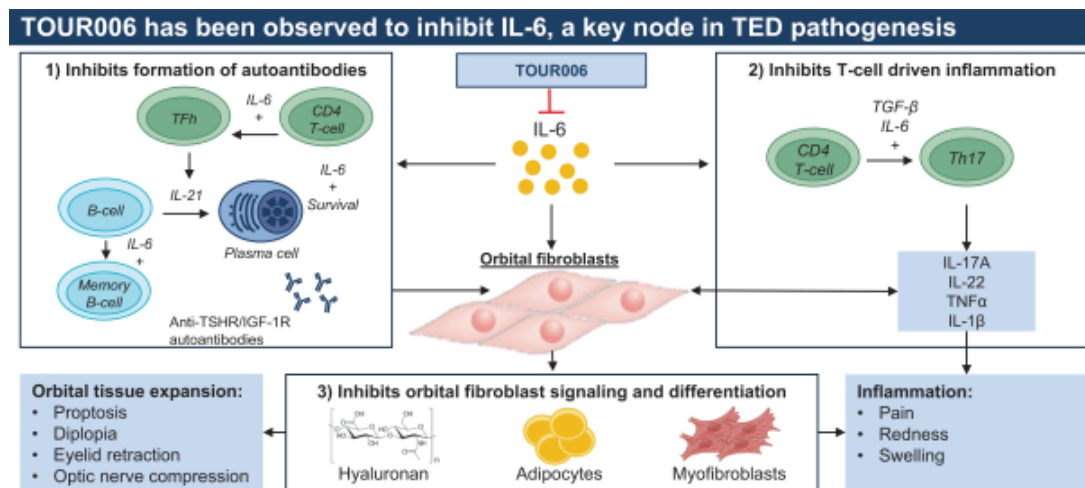 TOUR006 has been observed to inhibit IL-6, a key node in TED pathogenesis
1) Inhibits formation of autoantibodies
TFh
IL-6
+
CD4
T-cell
B-cell
IL-21
IL-6
+
Survival
Plasma cell
IL-6
+
Memory
B-cell
Anti-TSHR/IGF-1R
autoantibodies
TOUR006
IL-6
Orbital fibroblasts
2) Inhibits T-cell driven inflammation
TGF-β
IL-6
+
CD4
T-cell
Th17
IL-17A
IL-22
TNFα
IL-1β
Orbital tissue expansion:
• Proptosis
• Diplopia
• Eyelid retraction
• Optic nerve compression
3) Inhibits orbital fibroblast signaling and differentiation
Hyaluronan
Adipocytes
Myofibroblasts
Inflammation:
• Pain
• Redness
• Swelling